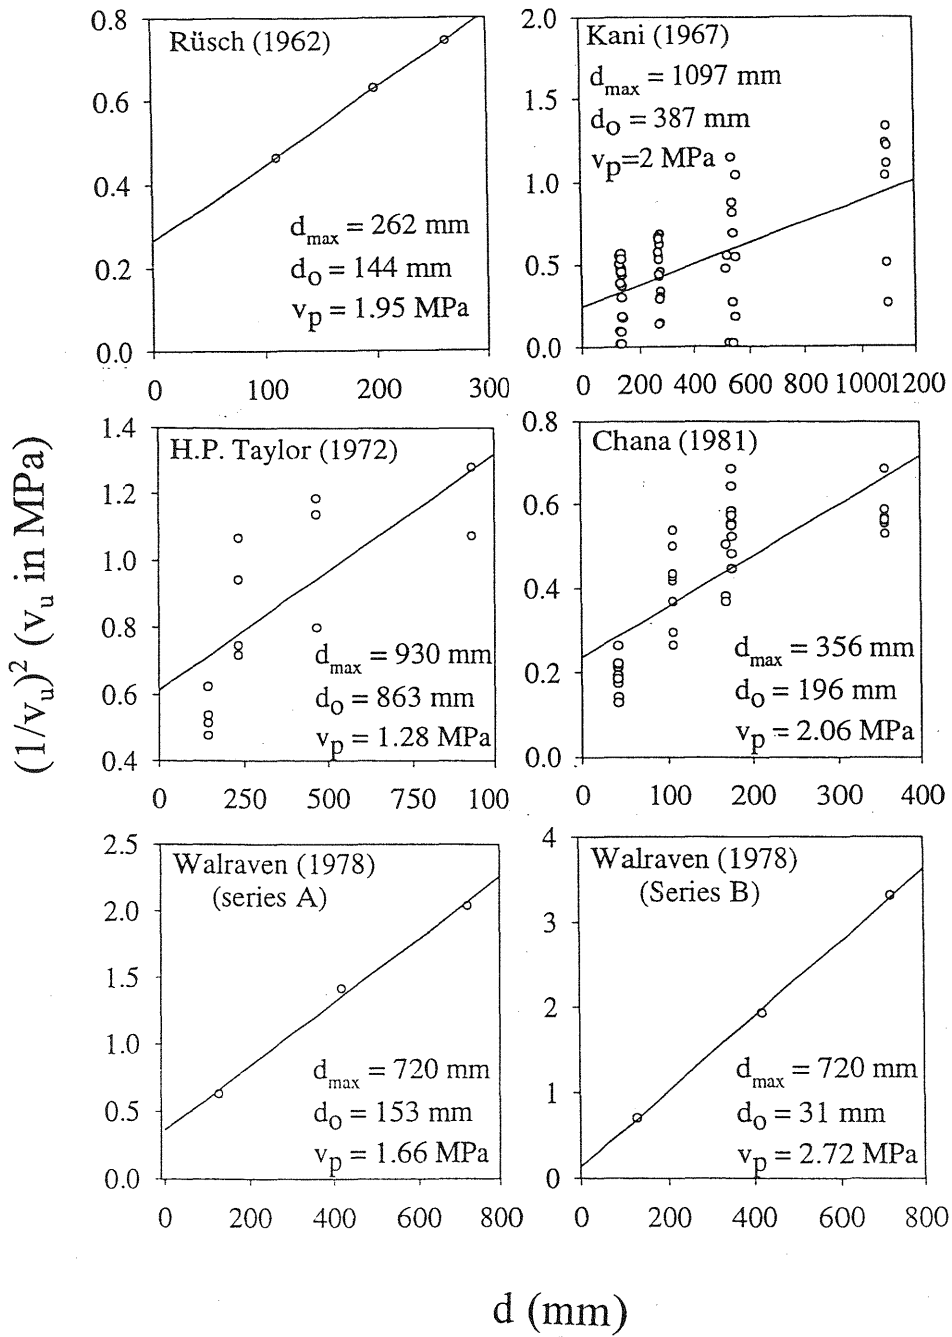 (1/v_u)² (v_u in MPa)
Rüsch (1962)
0.8
0.6
0.4
0.2
0.0
d_max = 262 mm
d_o = 144 mm
v_p = 1.95 MPa
0 100 200 300
Kani (1967)
2.0
1.5
1.0
0.5
0.0
d_max = 1097 mm
d_o = 387 mm
v_p=2 MPa
0 200 400 600 800 1000 1200
H.P. Taylor (1972)
1.4
1.2
1.0
0.8
0.6
0.4
d_max = 930 mm
d_o = 863 mm
v_p = 1.28 MPa
0 250 500 750 100
Chana (1981)
0.8
0.6
0.4
0.2
0.0
d_max = 356 mm
d_o = 196 mm
v_p = 2.06 MPa
0 100 200 300 400
Walraven (1978)
(series A)
2.5
2.0
1.5
1.0
0.5
0.0
d_max = 720 mm
d_o = 153 mm
v_p = 1.66 MPa
0 200 400 600 800
Walraven (1978)
(Series B)
4
3
2
1
0
d_max = 720 mm
d_o = 31 mm
v_p = 2.72 MPa
0 200 400 600 800
d (mm)